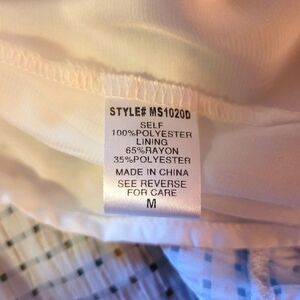 STYLE# MS1020D
SELF
100%POLYESTER
LINING
65%RAYON
35%POLYESTER
MADE IN CHINA
SEE REVERSE
FOR CARE
M